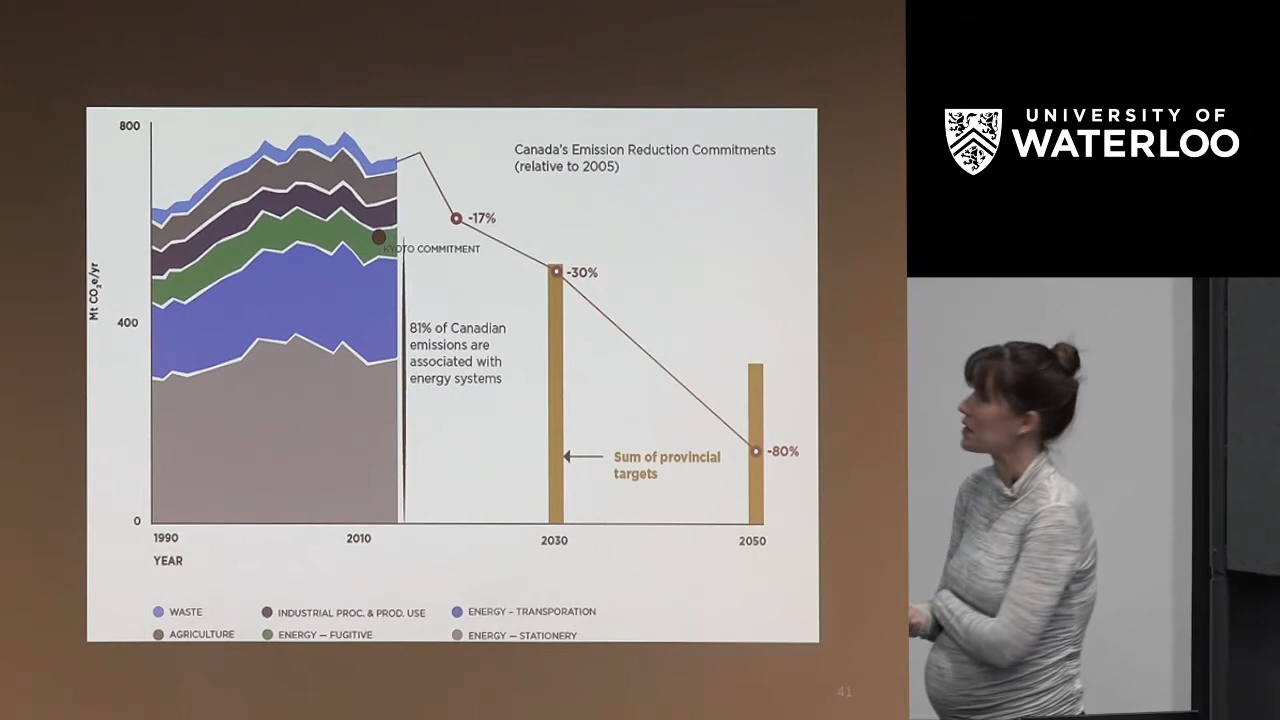 800
Canada's Emission Reduction Commitments
(relative to 2005)
-17%
KYOTO COMMITMENT
-30%
Mt CO₂e/yr
400
81% of Canadian
emissions are
associated with
energy systems
Sum of provincial
targets
-80%
0
1990
2010
2030
2050
YEAR
WASTE
INDUSTRIAL PROC. & PROD. USE
ENERGY – TRANSPORATION
AGRICULTURE
ENERGY — FUGITIVE
ENERGY — STATIONERY
41
UNIVERSITY OF
WATERLOO